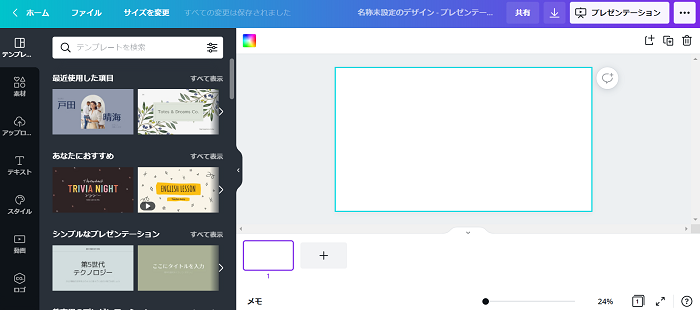 ホーム ファイル サイズを変更 すべての変更は保存されました 名称未設定のデザイン - プレゼンテー... 共有 プレゼンテーション
テンプレ...
素材
アップロ...
テキスト
スタイル
動画
ロゴ
テンプレートを検索
最近使用した項目 すべて表示
戸田
晴海
Toles & Dreams Co.
あなたにおすすめ すべて表示
TRIVIA NIGHT
ENGLISH LESSON
シンプルなプレゼンテーション すべて表示
第5世代
テクノロジー
ここにタイトルを入力
CO.
1
メモ
24%
1
?